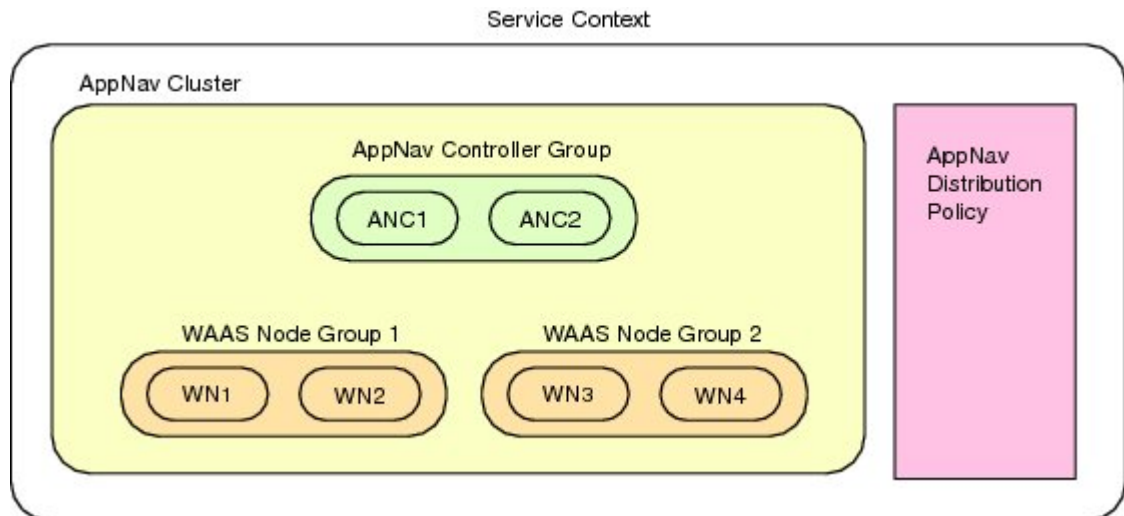 Service Context
AppNav Cluster
AppNav Controller Group
ANC1
ANC2
AppNav
Distribution
Policy
WAAS Node Group 1
WAAS Node Group 2
WN1
WN2
WN3
WN4